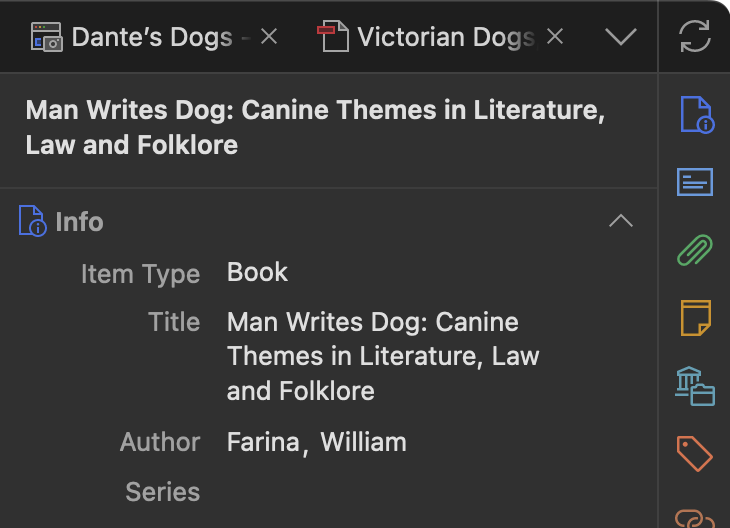 Dante's Dogs -
Victorian Dogs
Man Writes Dog: Canine Themes in Literature,
Law and Folklore
Info
Item Type Book
Title Man Writes Dog: Canine
Themes in Literature, Law
and Folklore
Author Farina, William
Series